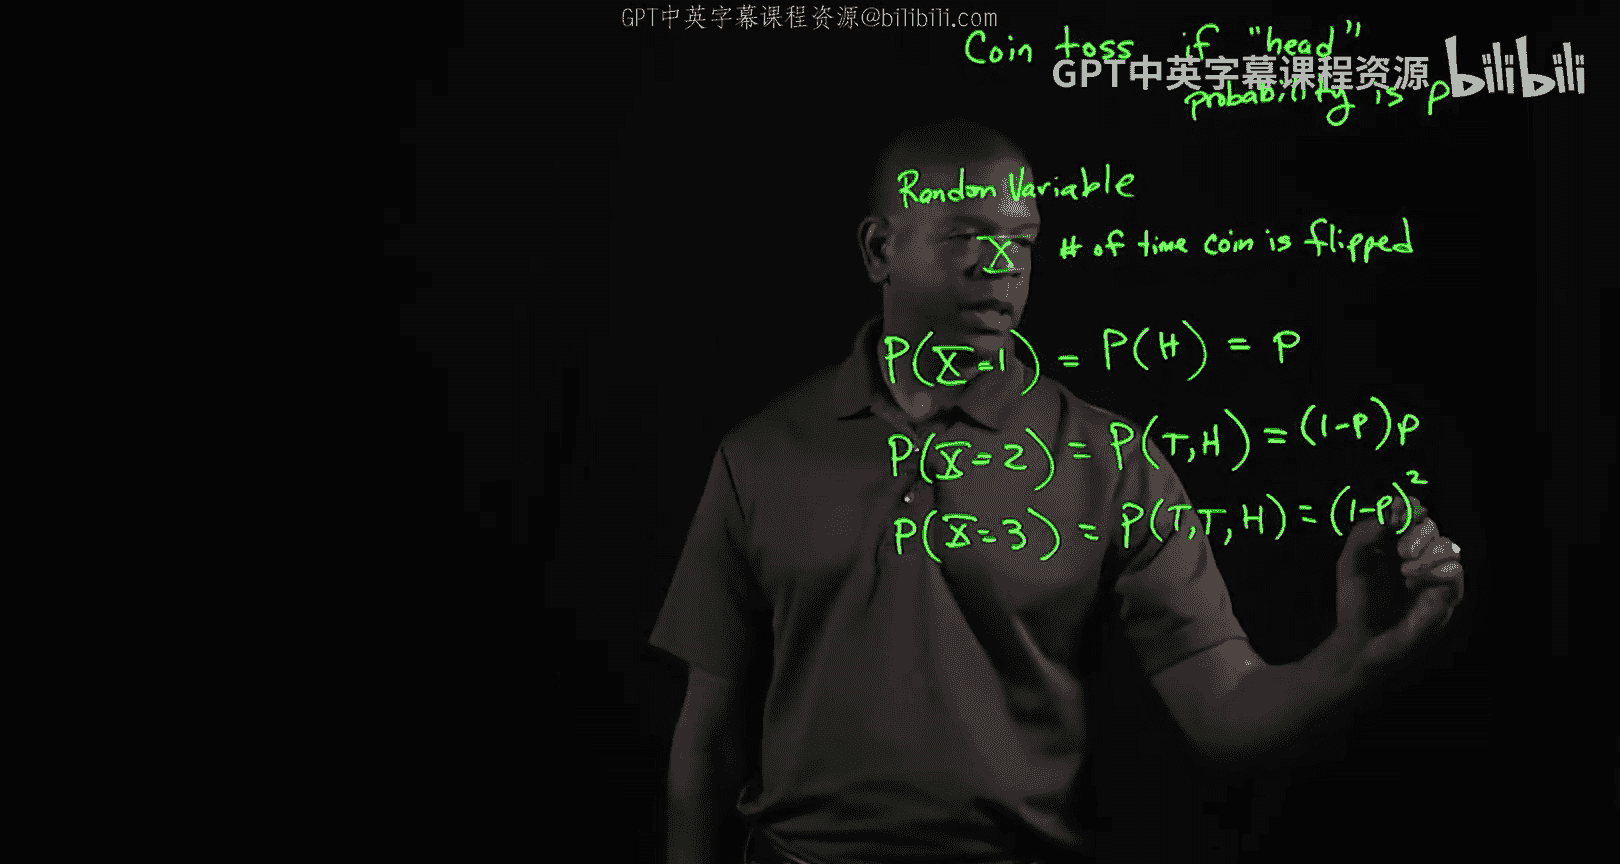 GPT中英字幕课程资源@bilibili.com
Coin toss if "head"
GPT中英字幕课程资源 bilibili
probability is p
Random Variable
X # of time coin is flipped
P(X=1) = P(H) = P
P(X=2) = P(T,H) = (1-P)P
P(X=3) = P(T,T,H) = (1-P)²